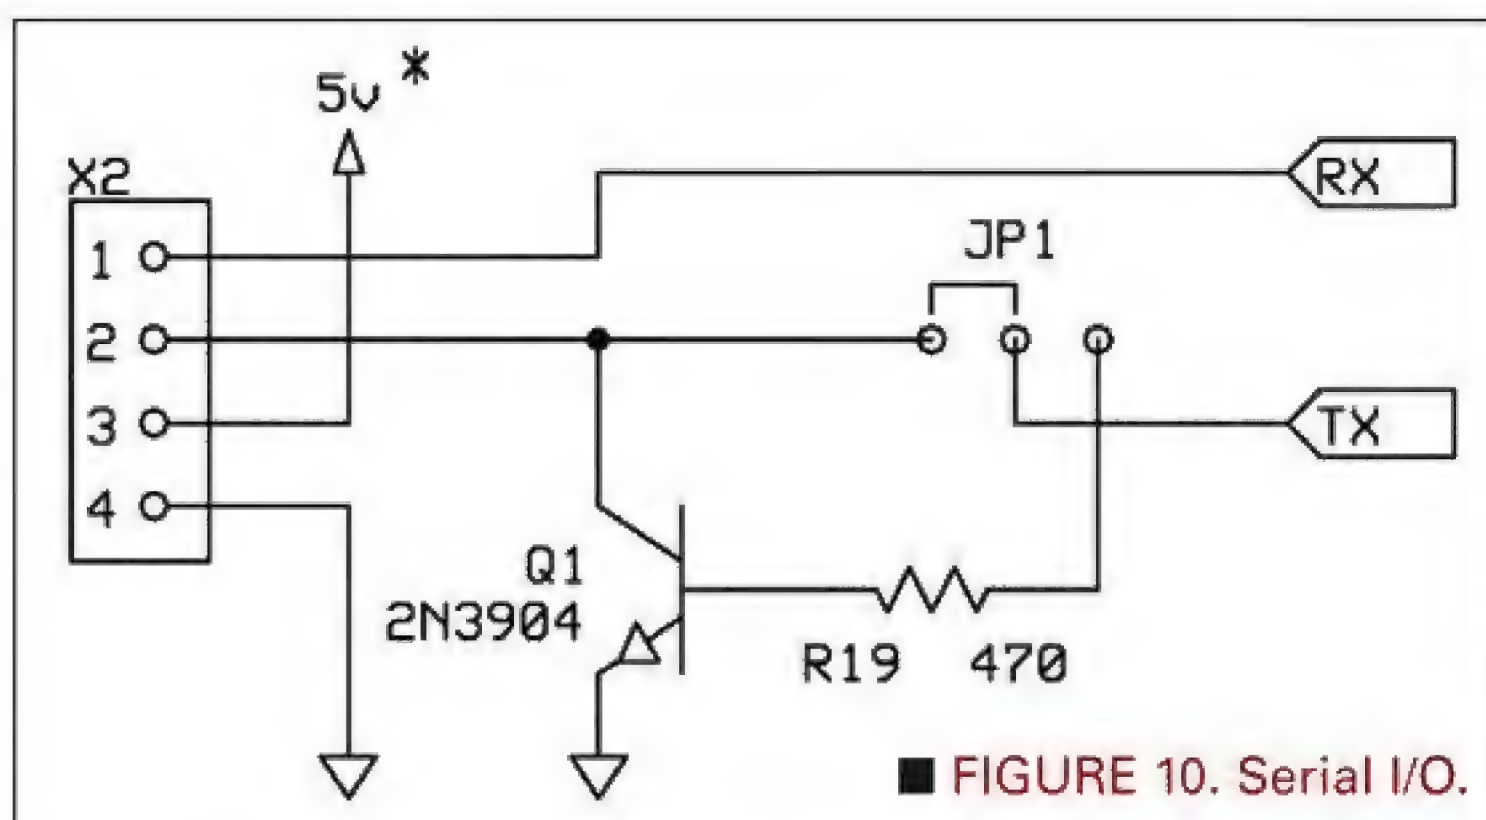 5v *
X2
RX
1
JP1
2
3
TX
4
Q1
2N3904
R19 470
■ FIGURE 10. Serial I/O.